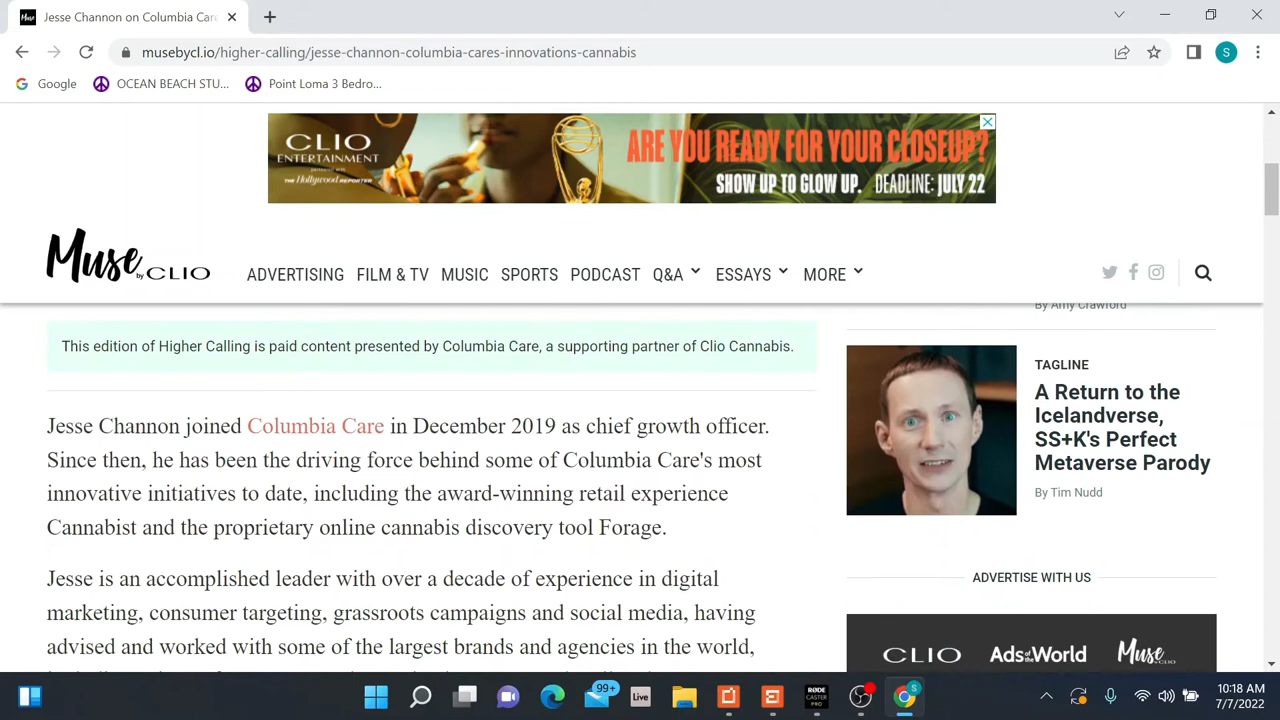 Jesse Channon on Columbia Care
musebycl.io/higher-calling/jesse-channon-columbia-cares-innovations-cannabis
S
Google
OCEAN BEACH STU...
Point Loma 3 Bedro...
CLIO
ENTERTAINMENT
presented with
THE Hollywood REPORTER
ARE YOU READY FOR YOUR CLOSEUP?
SHOW UP TO GLOW UP. DEADLINE: JULY 22
Muse by CLIO
ADVERTISING FILM & TV MUSIC SPORTS PODCAST Q&A ESSAYS MORE
By Amy Crawford
This edition of Higher Calling is paid content presented by Columbia Care, a supporting partner of Clio Cannabis.
Jesse Channon joined Columbia Care in December 2019 as chief growth officer.
Since then, he has been the driving force behind some of Columbia Care's most
innovative initiatives to date, including the award-winning retail experience
Cannabist and the proprietary online cannabis discovery tool Forage.
Jesse is an accomplished leader with over a decade of experience in digital
marketing, consumer targeting, grassroots campaigns and social media, having
advised and worked with some of the largest brands and agencies in the world,
TAGLINE
A Return to the
Icelandverse,
SS+K's Perfect
Metaverse Parody
By Tim Nudd
ADVERTISE WITH US
CLIO Ads of the World Muse by CLIO
99+
Live
RØDE
CASTER
PRO
S
10:18 AM
7/7/2022